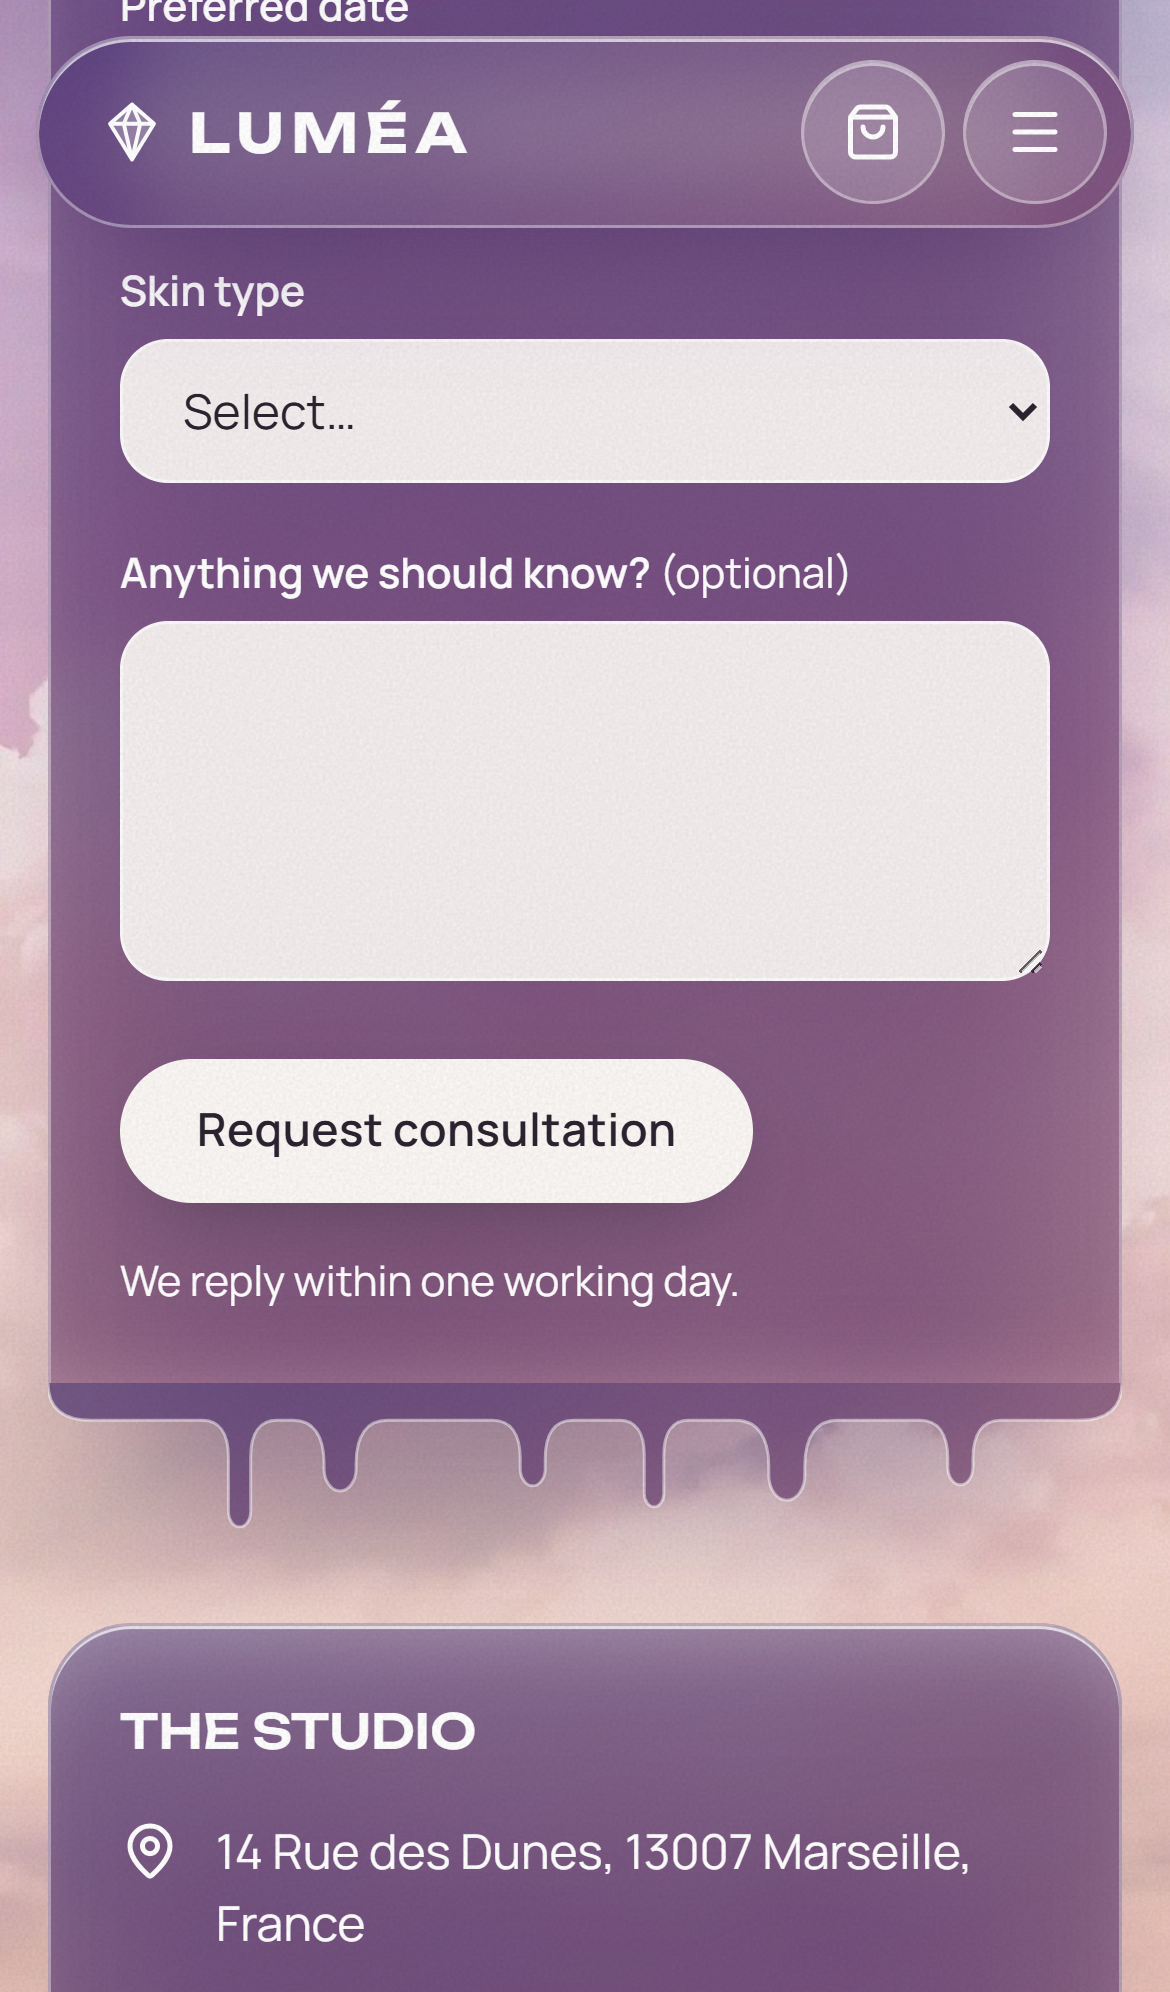 Preferred date
LUMÉA
Skin type
Select...
Anything we should know? (optional)
Request consultation
We reply within one working day.
THE STUDIO
14 Rue des Dunes, 13007 Marseille,
France